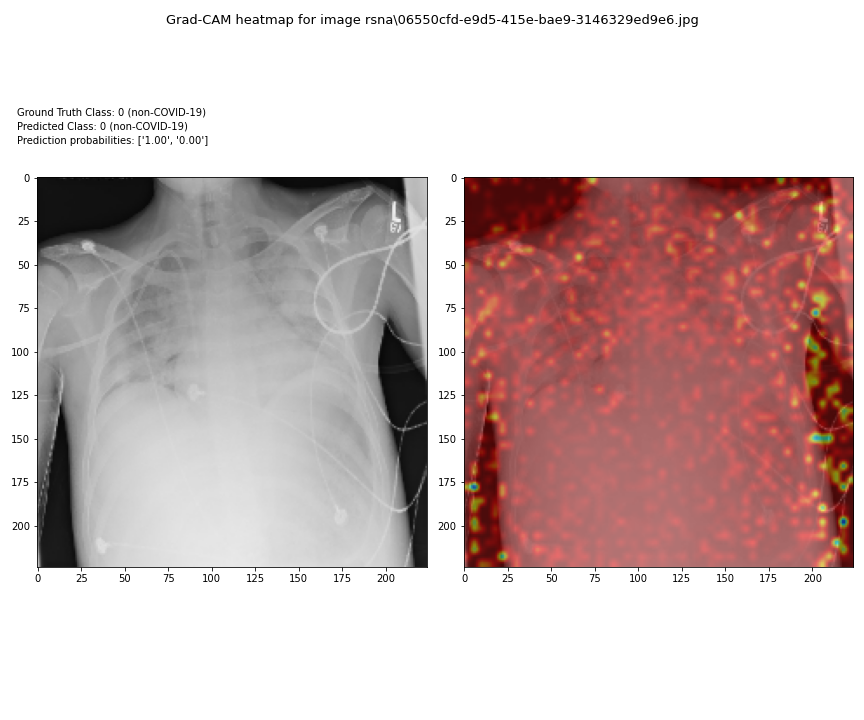 Grad-CAM heatmap for image rsna\06550cfd-e9d5-415e-bae9-3146329ed9e6.jpg
Ground Truth Class: 0 (non-COVID-19)
Predicted Class: 0 (non-COVID-19)
Prediction probabilities: ['1.00', '0.00']
0
25
50
75
100
125
150
175
200
0 25 50 75 100 125 150 175 200
L
0
25
50
75
100
125
150
175
200
0 25 50 75 100 125 150 175 200